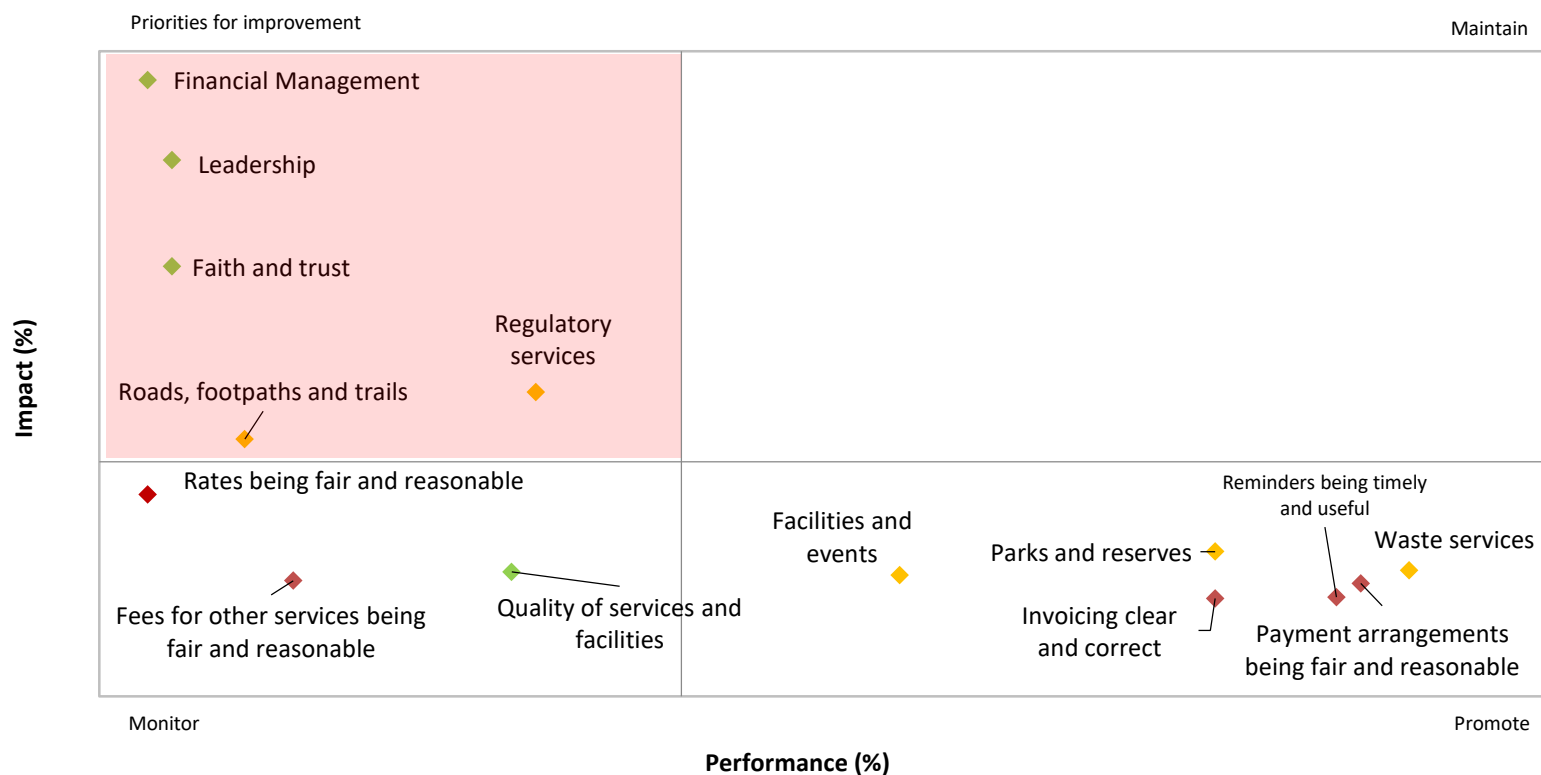 Priorities for improvement
Maintain
Financial Management
Leadership
Faith and trust
Regulatory
services
Roads, footpaths and trails
Impact (%)
Rates being fair and reasonable
Reminders being timely
and useful
Facilities and
events
Parks and reserves
Waste services
Fees for other services being
fair and reasonable
Quality of services and
facilities
Invoicing clear
and correct
Payment arrangements
being fair and reasonable
Monitor
Promote
Performance (%)